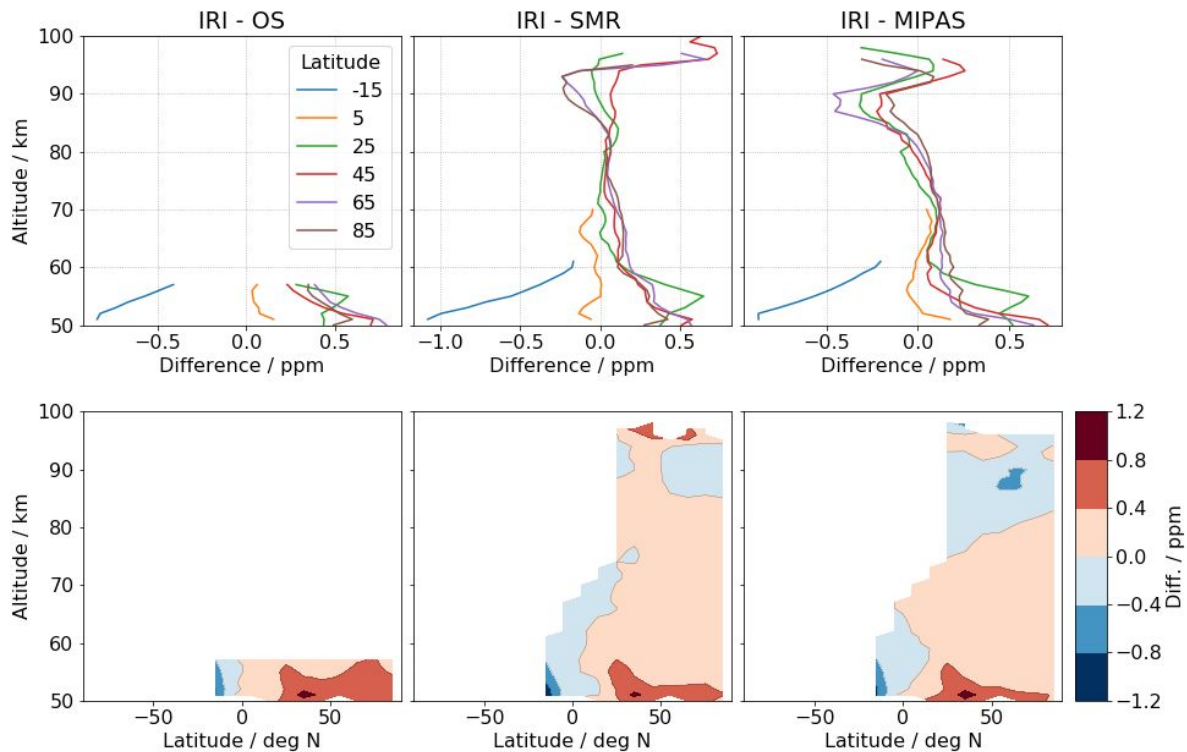 IRI - OS IRI - SMR IRI - MIPAS
Altitude / km
100
90
80
70
60
50
Latitude
-15
5
25
45
65
85
−0.5 0.0 0.5
−1.0 −0.5 0.0 0.5
−0.5 0.0 0.5
Difference / ppm Difference / ppm Difference / ppm
Altitude / km
100
90
80
70
60
50
−50 0 50
−50 0 50
−50 0 50
Latitude / deg N Latitude / deg N Latitude / deg N
1.2
0.8
0.4
0.0
−0.4
−0.8
−1.2
Diff. / ppm